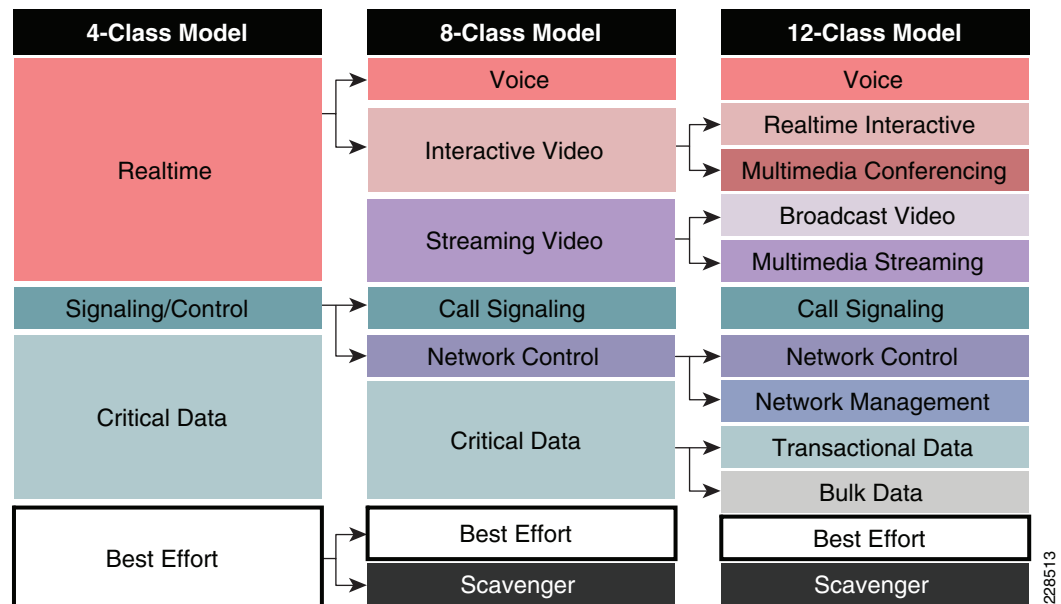 4-Class Model
8-Class Model
12-Class Model
Realtime
Voice
Voice
Interactive Video
Realtime Interactive
Multimedia Conferencing
Streaming Video
Broadcast Video
Multimedia Streaming
Signaling/Control
Call Signaling
Call Signaling
Network Control
Network Control
Network Management
Critical Data
Critical Data
Transactional Data
Bulk Data
Best Effort
Best Effort
Best Effort
Scavenger
Scavenger
228513